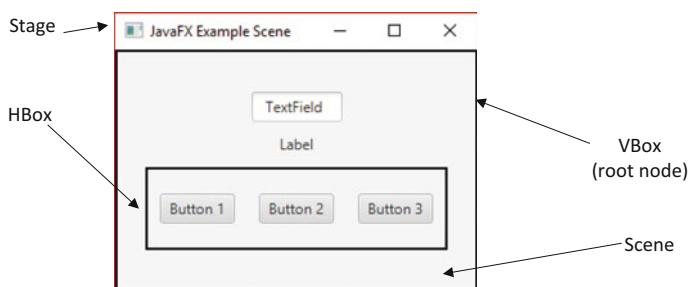 Stage
JavaFX Example Scene
HBox
TextField
Label
VBox
(root node)
Button 1 Button 2 Button 3
Scene